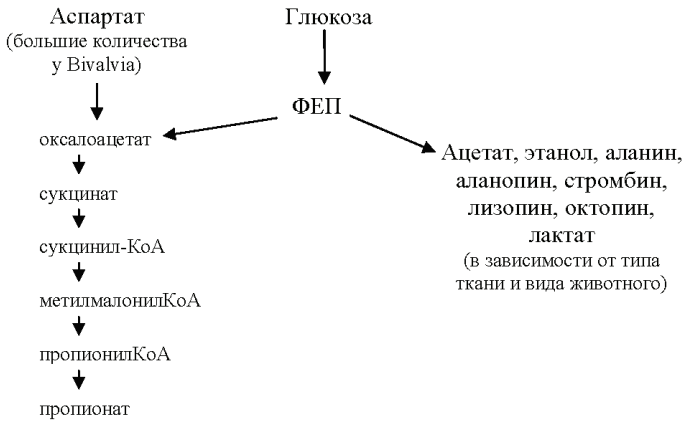 Аспартат
(большие количества
у Bivalvia)
Глюкоза
ФЕП
оксалоацетат
сукцинат
сукцинил-КоА
метилмалонилКоА
пропионилКоА
пропионат
Ацетат, этанол, аланин,
аланопин, стромбин,
лизопин, октопин,
лактат
(в зависимости от типа
ткани и вида животного)